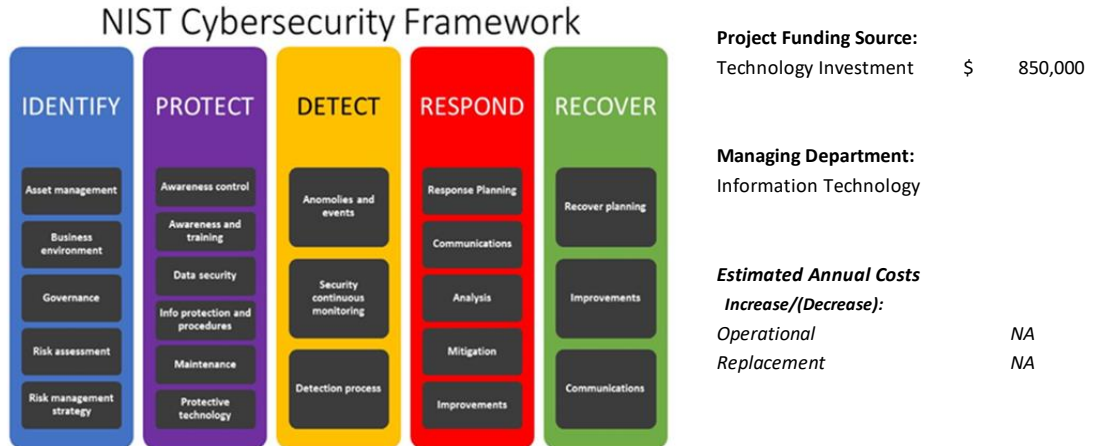 NIST Cybersecurity Framework
IDENTIFY
Asset management
Business
environment
Governance
Risk assessment
Risk management
strategy
PROTECT
Awareness control
Awareness and
training
Data security
Info protection and
procedures
Maintenance
Protective
technology
DETECT
Anomolies and
events
Security
continuous
monitoring
Detection process
RESPOND
Response Planning
Communications
Analysis
Mitigation
Improvements
RECOVER
Recover planning
Improvements
Communications
Project Funding Source:
Technology Investment $ 850,000
Managing Department:
Information Technology
Estimated Annual Costs
Increase/(Decrease):
Operational NA
Replacement NA